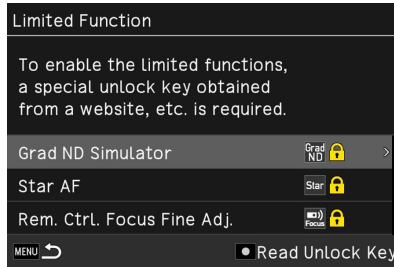 Limited Function
To enable the limited functions,
a special unlock key obtained
from a website, etc. is required.
Grad ND Simulator Grad ND
Star AF Star
Rem. Ctrl. Focus Fine Adj. Focus
MENU Read Unlock Key